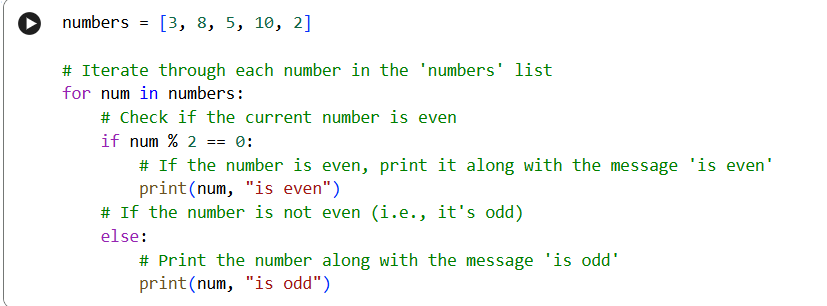 numbers = [3, 8, 5, 10, 2]
# Iterate through each number in the 'numbers' list
for num in numbers:
    # Check if the current number is even
    if num % 2 == 0:
        # If the number is even, print it along with the message 'is even'
        print(num, "is even")
    # If the number is not even (i.e., it's odd)
    else:
        # Print the number along with the message 'is odd'
        print(num, "is odd")